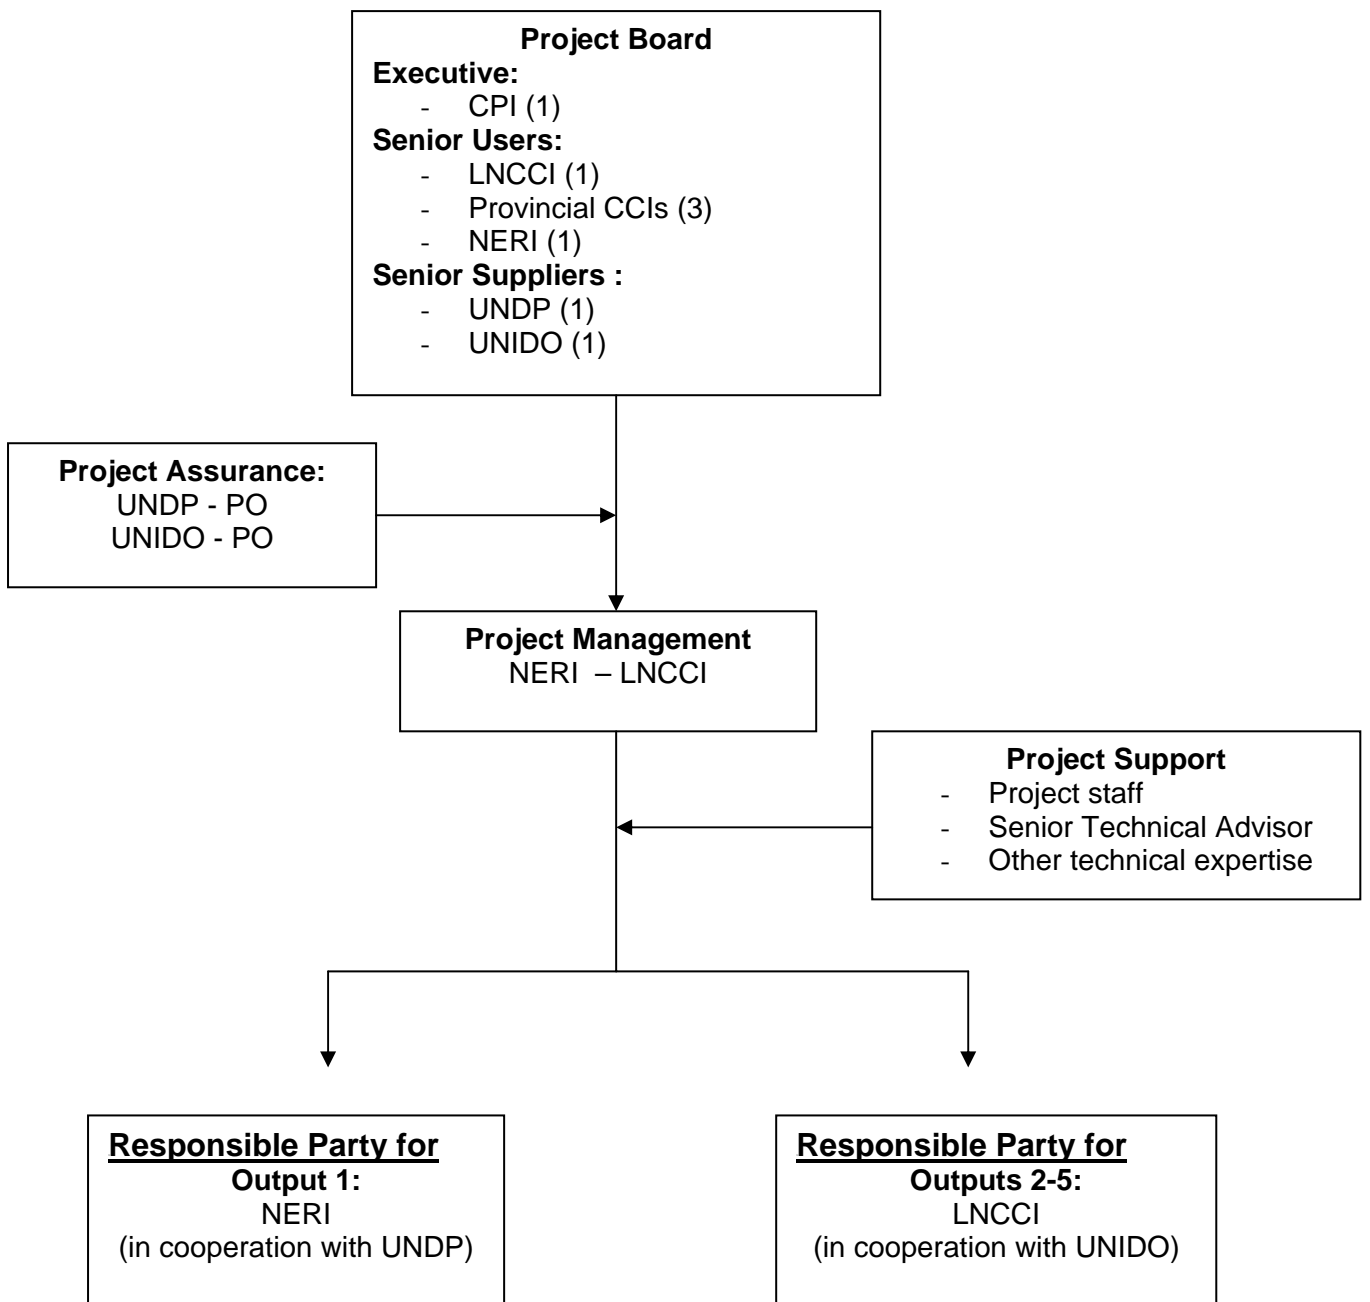 Project Board
Executive:
- CPI (1)
Senior Users:
- LNCCI (1)
- Provincial CCIs (3)
- NERI (1)
Senior Suppliers :
- UNDP (1)
- UNIDO (1)
Project Assurance:
UNDP - PO
UNIDO - PO
Project Management
NERI – LNCCI
Project Support
- Project staff
- Senior Technical Advisor
- Other technical expertise
Responsible Party for
Output 1:
NERI
(in cooperation with UNDP)
Responsible Party for
Outputs 2-5:
LNCCI
(in cooperation with UNIDO)